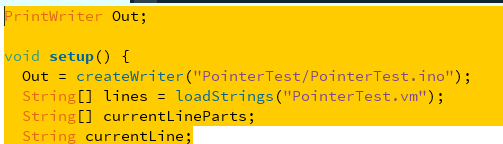 PrintWriter Out;
void setup() {
  Out = createWriter("PointerTest/PointerTest.ino");
  String[] lines = loadStrings("PointerTest.vm");
  String[] currentLineParts;
  String currentLine;